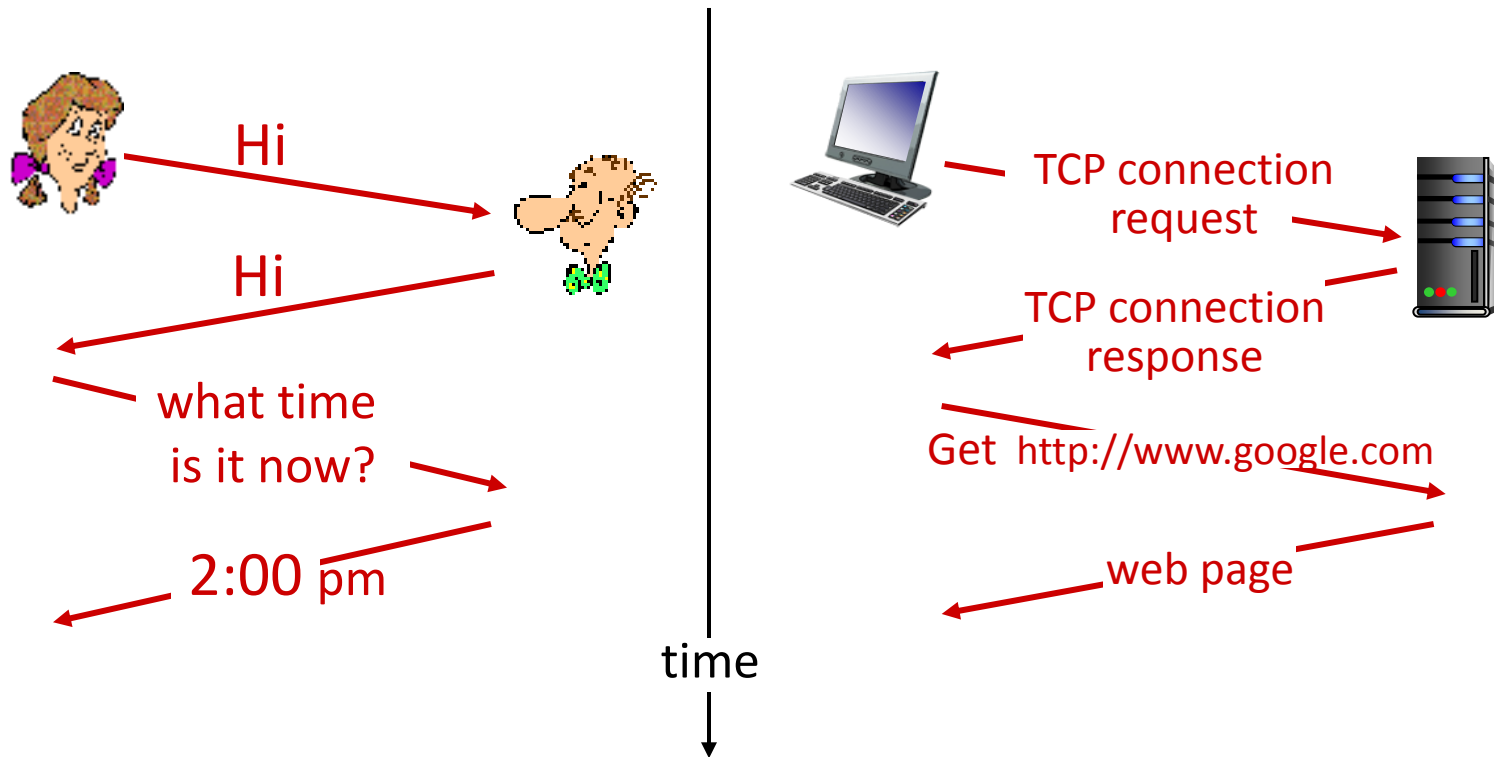 Hi
Hi
what time
is it now?
2:00 pm
time
TCP connection
request
TCP connection
response
Get http://www.google.com
web page